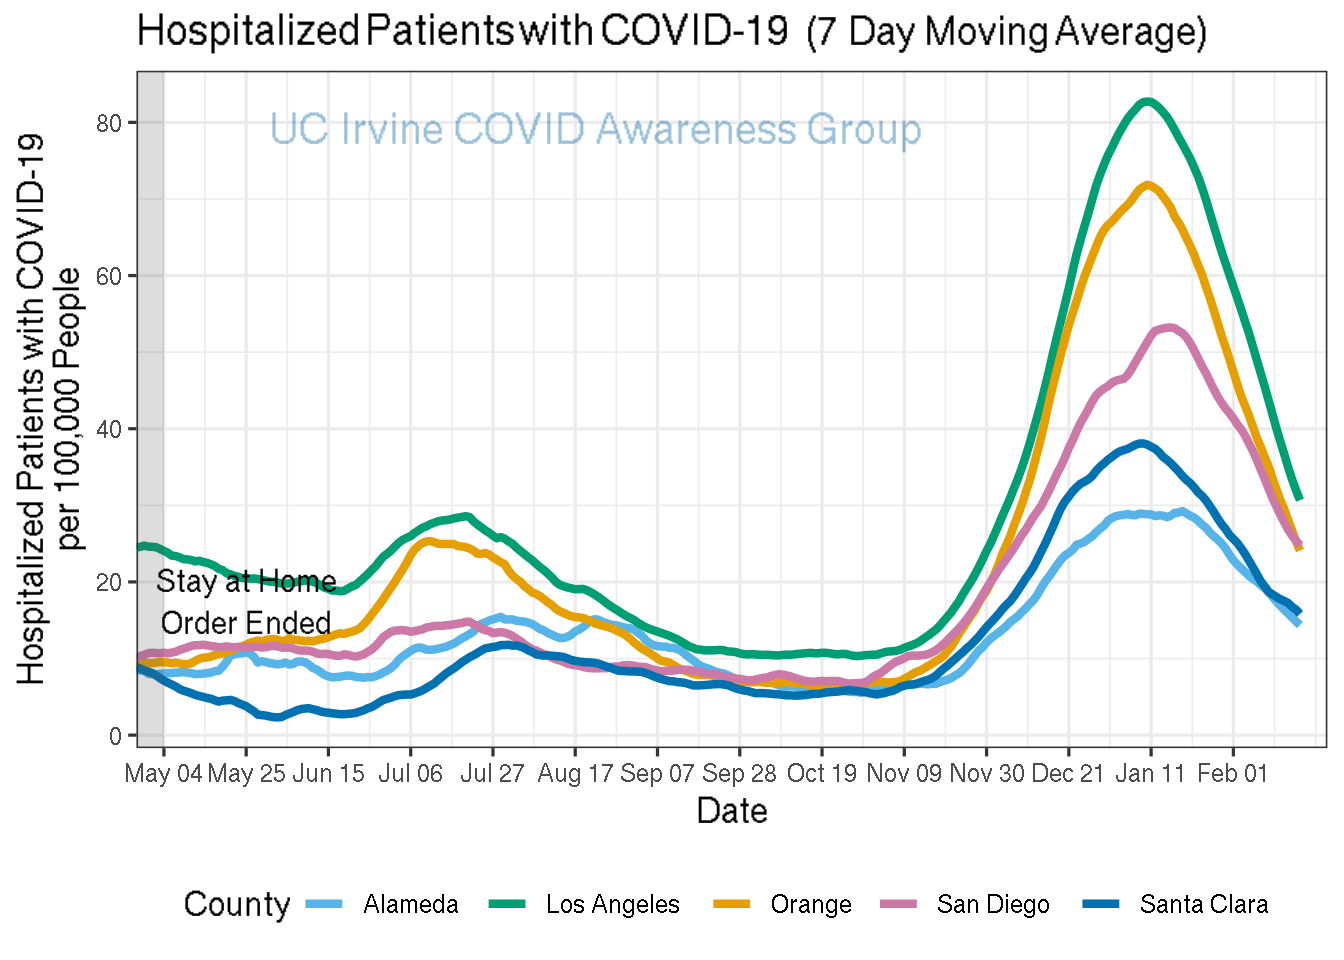 Hospitalized Patients with COVID-19 (7 Day Moving Average)
UC Irvine COVID Awareness Group
Hospitalized Patients with COVID-19
per 100,000 People
80
60
40
20
0
Stay at Home
Order Ended
May 04 May 25 Jun 15 Jul 06 Jul 27 Aug 17 Sep 07 Sep 28 Oct 19 Nov 09 Nov 30 Dec 21 Jan 11 Feb 01
Date
County Alameda Los Angeles Orange San Diego Santa Clara